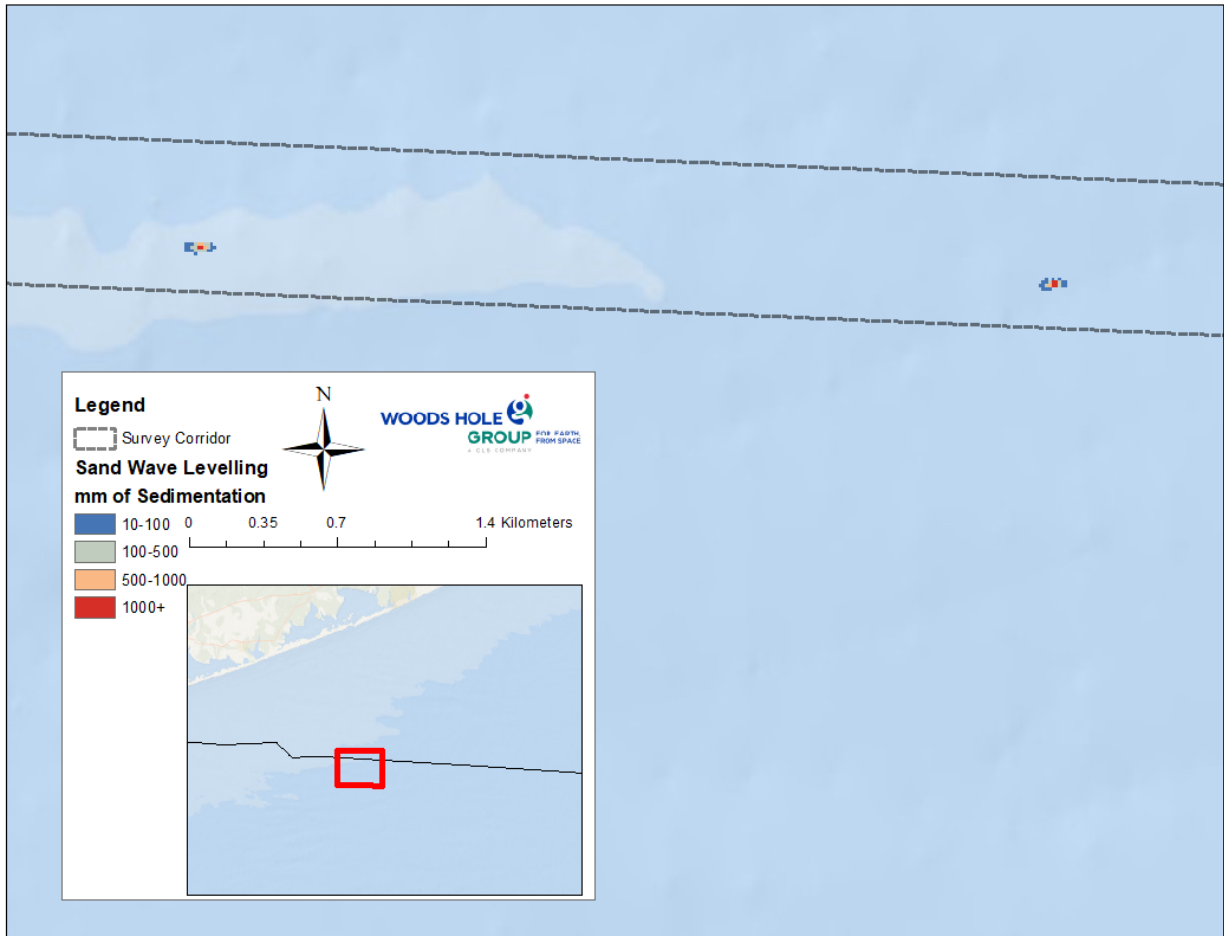 Legend
N
WOODS HOLE
GROUP
FOR EARTH,
FROM SPACE
A CLS COMPANY
Survey Corridor
Sand Wave Levelling
mm of Sedimentation
10-100
100-500
500-1000
1000+
0 0.35 0.7 1.4 Kilometers